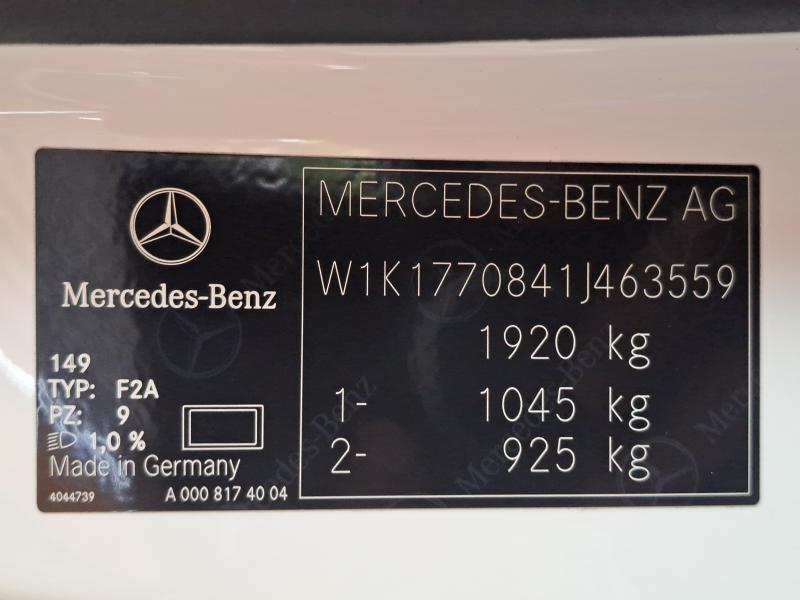 Mercedes-Benz
149
TYP: F2A
PZ: 9
1,0 %
Made in Germany
4044739 A 000 817 40 04
MERCEDES-BENZ AG
W1K1770841J463559
1920 kg
1- 1045 kg
2- 925 kg